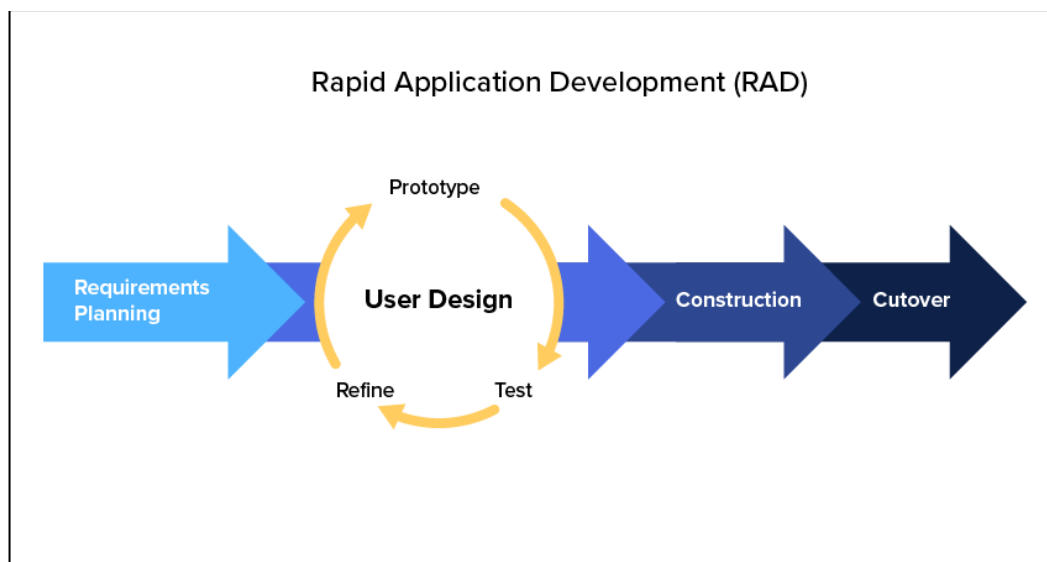 Rapid Application Development (RAD)
Prototype
Requirements
Planning
User Design
Construction
Cutover
Refine
Test